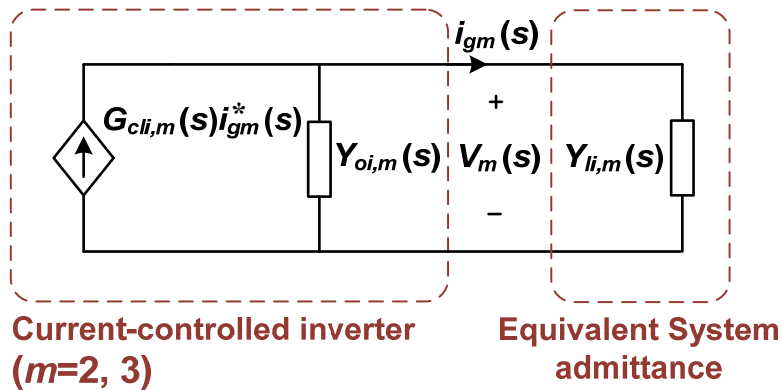 i_gm(s)
G_cli,m(s)i*_gm(s)
+
Y_oi,m(s)
V_m(s)
Y_li,m(s)
−
Current-controlled inverter
(m=2, 3)
Equivalent System
admittance